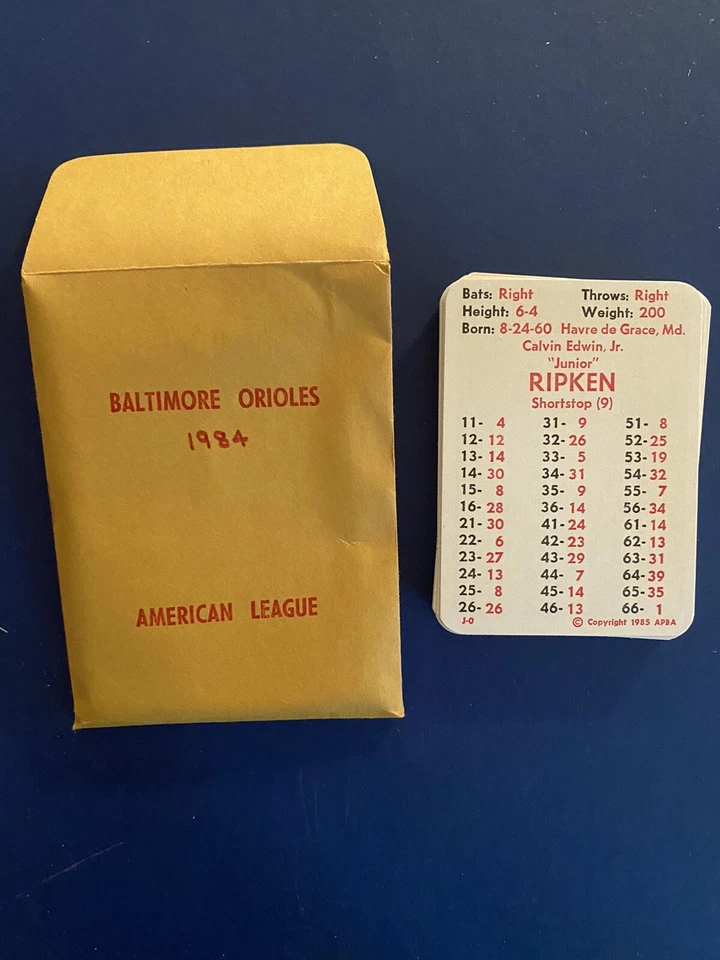 BALTIMORE ORIOLES
1984
AMERICAN LEAGUE
Bats: Right Throws: Right
Height: 6-4 Weight: 200
Born: 8-24-60 Havre de Grace, Md.
Calvin Edwin, Jr.
"Junior"
RIPKEN
Shortstop (9)
11- 4 31- 9 51- 8
12- 12 32- 26 52- 25
13- 14 33- 5 53- 19
14- 30 34- 31 54- 32
15- 8 35- 9 55- 7
16- 28 36- 14 56- 34
21- 30 41- 24 61- 14
22- 6 42- 23 62- 13
23- 27 43- 29 63- 31
24- 13 44- 7 64- 39
25- 8 45- 14 65- 35
26- 26 46- 13 66- 1
J-0 © Copyright 1985 APBA